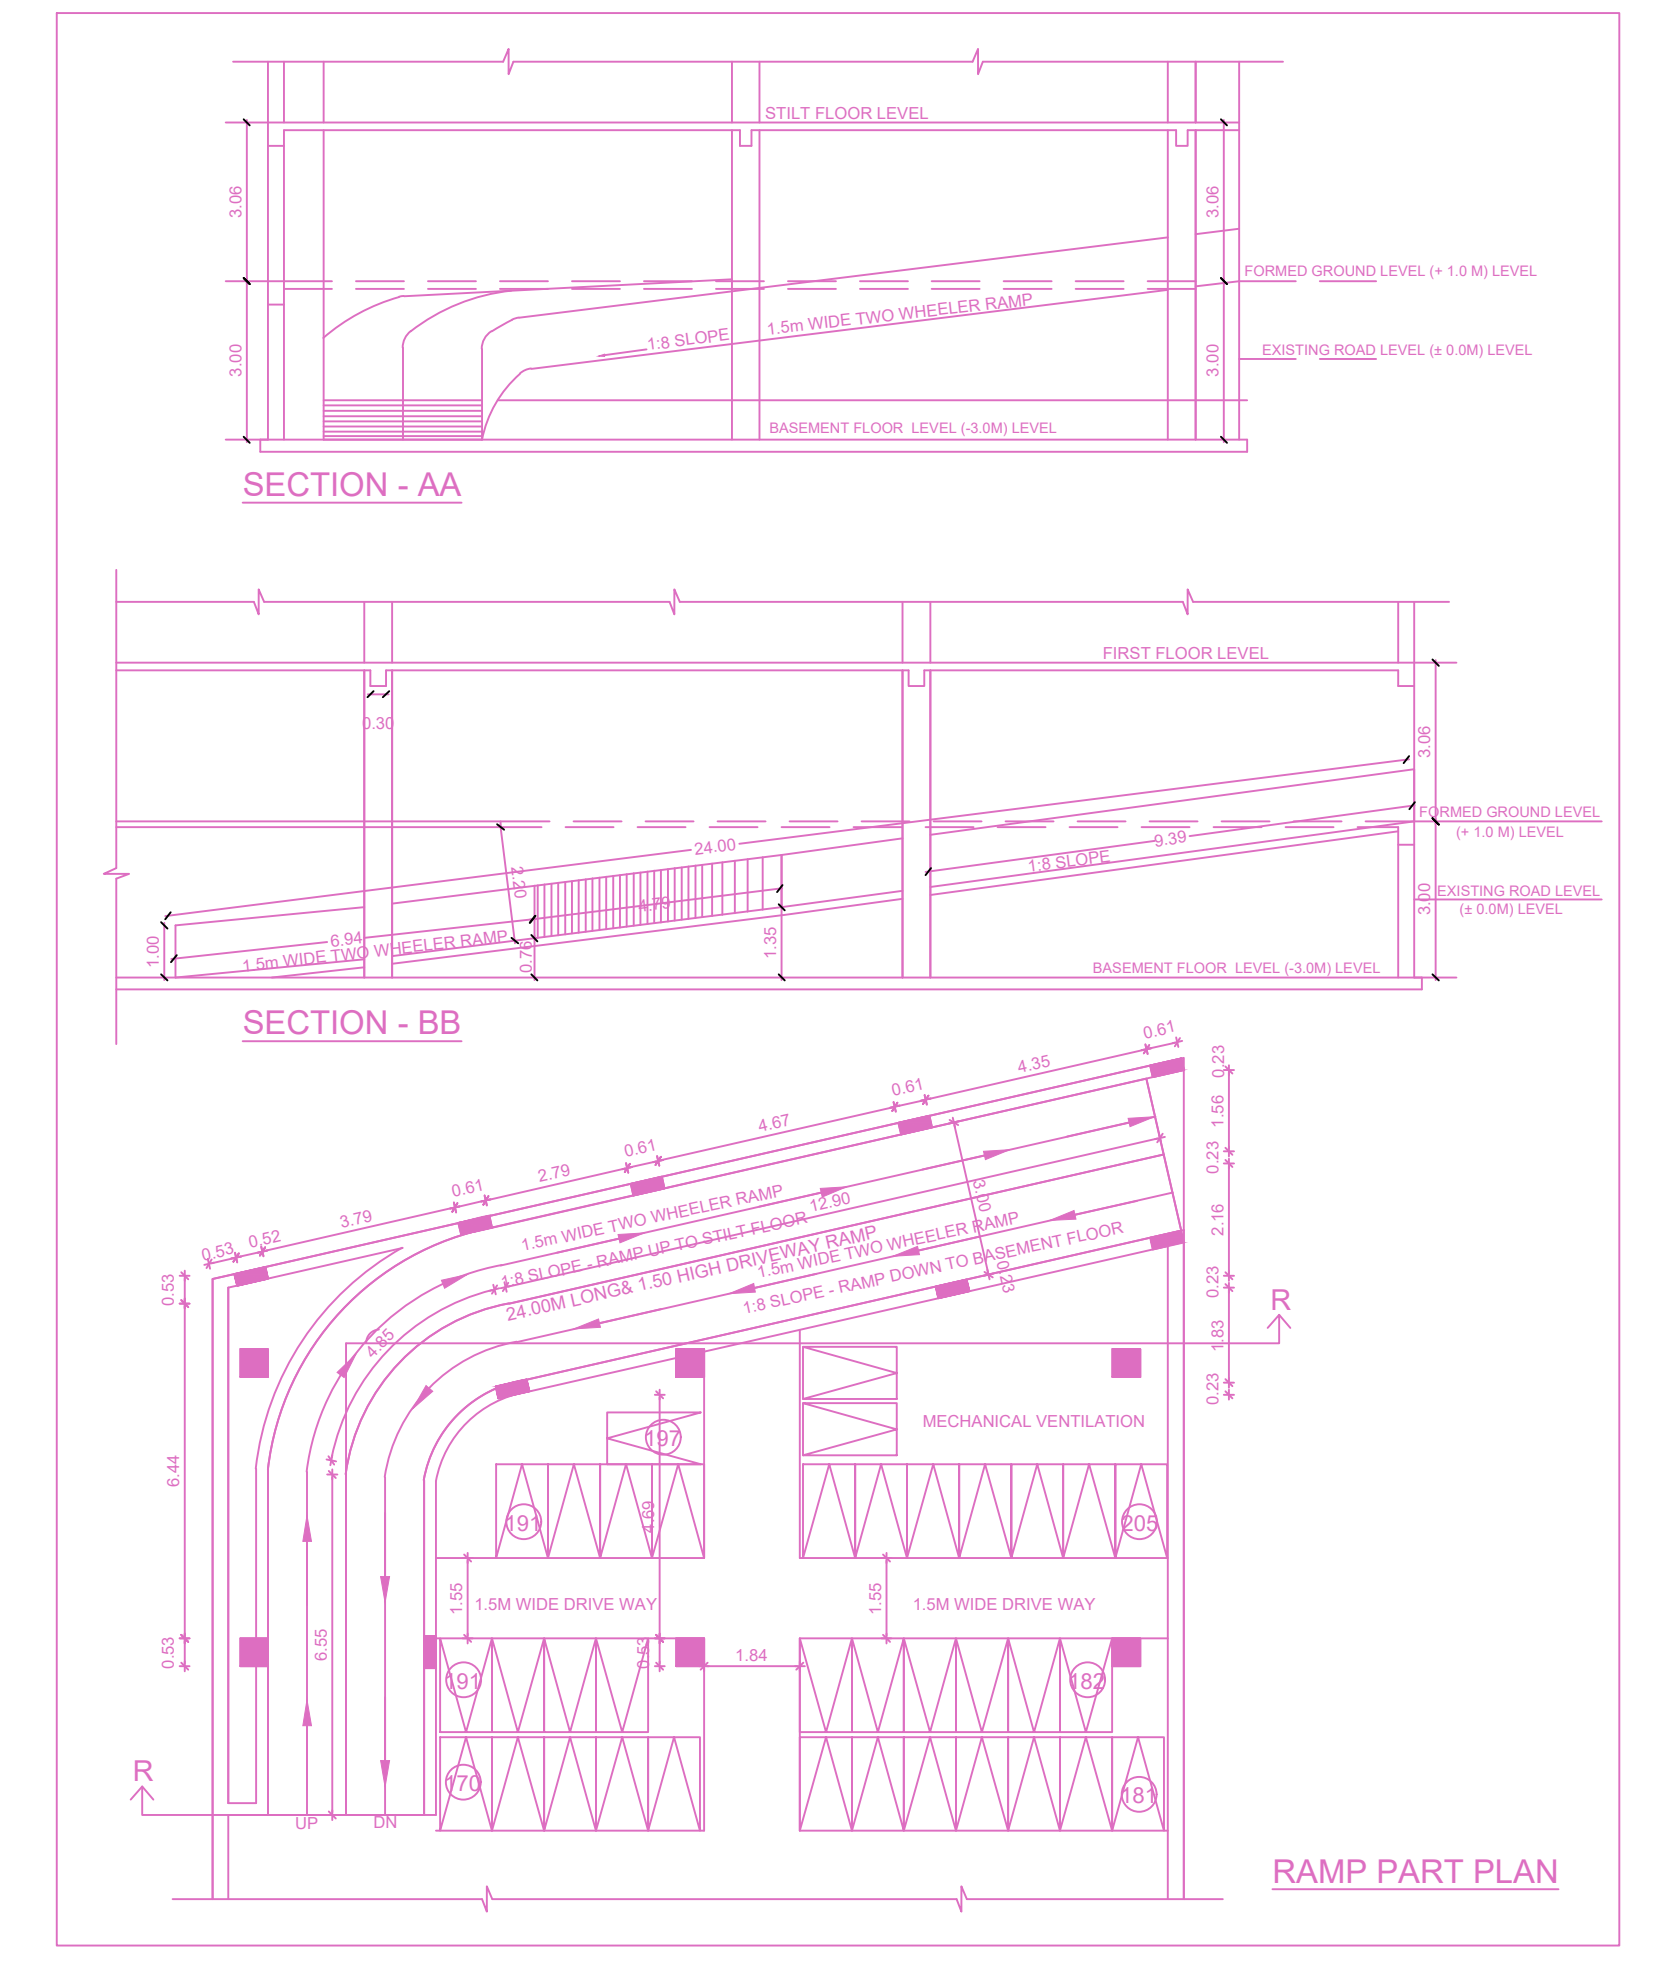 STILT FLOOR LEVEL
3.06
3.06
FORMED GROUND LEVEL (+ 1.0 M) LEVEL
1:8 SLOPE
1.5m WIDE TWO WHEELER RAMP
EXISTING ROAD LEVEL (± 0.0M) LEVEL
3.00
3.00
BASEMENT FLOOR LEVEL (-3.0M) LEVEL
SECTION - AA
FIRST FLOOR LEVEL
0.30
3.06
FORMED GROUND LEVEL
(+ 1.0 M) LEVEL
24.00
9.39
1:8 SLOPE
2.20
4.79
EXISTING ROAD LEVEL
(± 0.0M) LEVEL
3.00
6.94
1.5m WIDE TWO WHEELER RAMP
1.00
0.76
1.35
BASEMENT FLOOR LEVEL (-3.0M) LEVEL
SECTION - BB
0.61
4.35
0.23
0.61
1.56
4.67
0.61
0.23
2.79
0.61
3.79
0.52
0.53
1.5m WIDE TWO WHEELER RAMP
12.90
3.00
2.16
1:8 SLOPE - RAMP UP TO STILT FLOOR
24.00M LONG& 1.50 HIGH DRIVEWAY RAMP
1.5m WIDE TWO WHEELER RAMP
1:8 SLOPE - RAMP DOWN TO BASEMENT FLOOR
0.23
0.23
0.53
R
4.85
1.83
0.23
MECHANICAL VENTILATION
197
6.44
191
4.69
205
1.55
1.5M WIDE DRIVE WAY
1.55
1.5M WIDE DRIVE WAY
0.53
6.55
0.53
1.84
191
182
R
170
181
UP
DN
RAMP PART PLAN